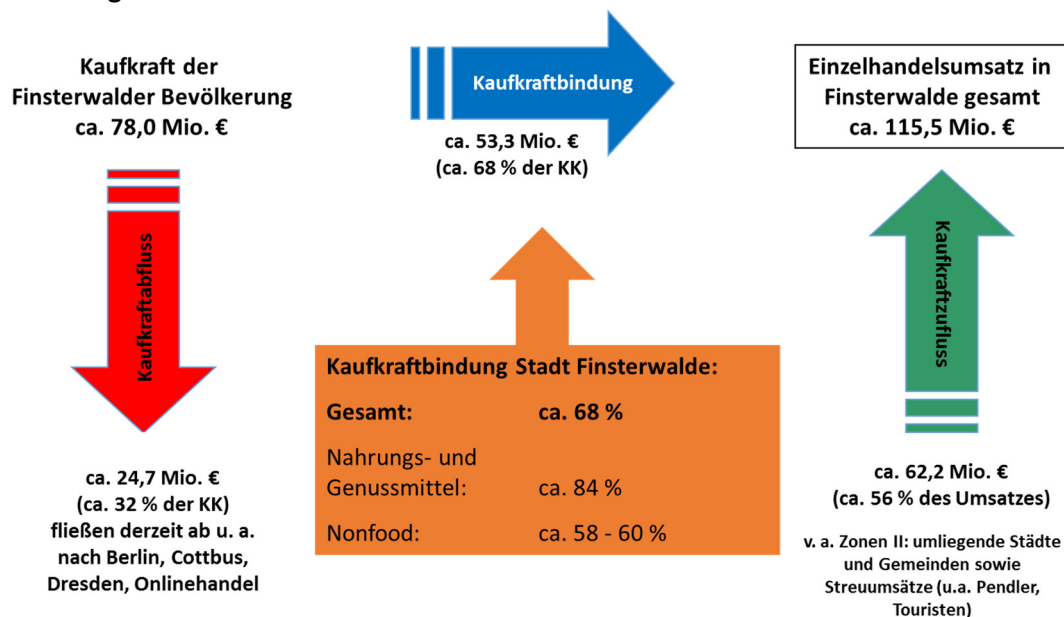 Kaufkraft der
Finsterwalder Bevölkerung
ca. 78,0 Mio. €
Kaufkraftbindung
ca. 53,3 Mio. €
(ca. 68 % der KK)
Einzelhandelsumsatz in
Finsterwalde gesamt
ca. 115,5 Mio. €
Kaufkraftabfluss
ca. 24,7 Mio. €
(ca. 32 % der KK)
fließen derzeit ab u. a.
nach Berlin, Cottbus,
Dresden, Onlinehandel
Kaufkraftbindung Stadt Finsterwalde:
Gesamt: ca. 68 %
Nahrungs- und
Genussmittel: ca. 84 %
Nonfood: ca. 58 - 60 %
Kaufkraftzufluss
ca. 62,2 Mio. €
(ca. 56 % des Umsatzes)
v. a. Zonen II: umliegende Städte
und Gemeinden sowie
Streuumsätze (u.a. Pendler,
Touristen)